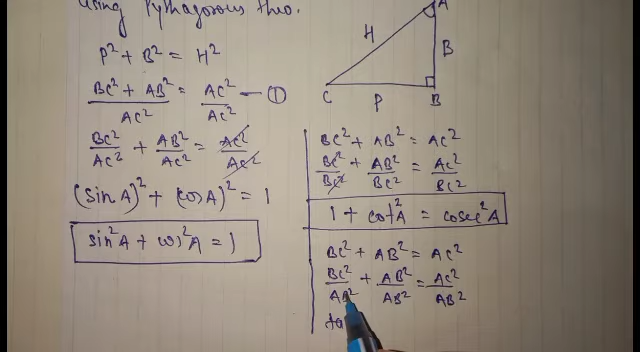 using Pythagorous theo.
P² + B² = H²
BC² + AB² / AC² = AC² / AC² — ①
BC² / AC² + AB² / AC² = AC² / AC²
(sin A)² + (cos A)² = 1
sin²A + cos²A = 1
A
H
B
C
P
B
BC² + AB² = AC²
BC² / BC² + AB² / BC² = AC² / BC²
1 + cot²A = cosec²A
BC² + AB² = AC²
BC² / AB² + AB² / AB² = AC² / AB²
ta